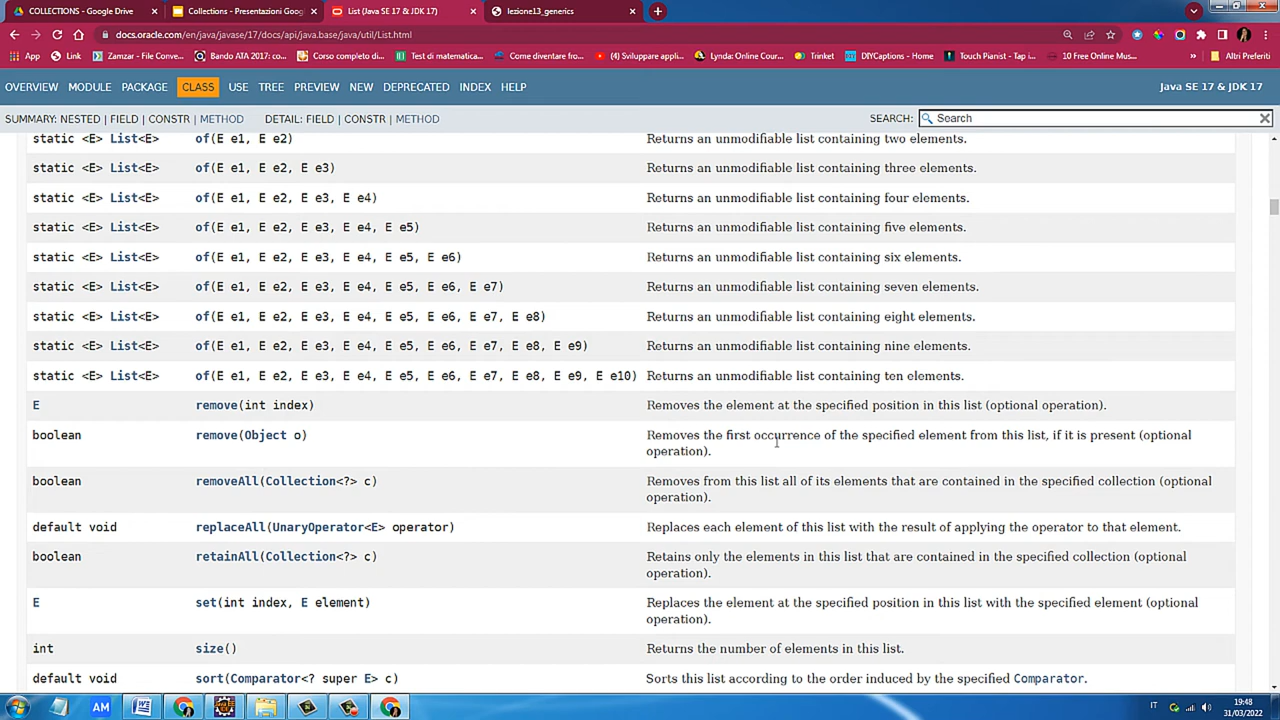 COLLECTIONS - Google Drive
Collections - Presentazioni Goog
List (Java SE 17 & JDK 17)
lezione13_generics
docs.oracle.com/en/java/javase/17/docs/api/java.base/java/util/List.html
App
Link
Zamzar - File Conve...
Bando ATA 2017: co...
Corso completo di...
Test di matematica...
Come diventare fro...
(4) Sviluppare appli...
Lynda: Online Cour...
Trinket
DIYCaptions - Home
Touch Pianist - Tap i...
10 Free Online Mus...
Altri Preferiti
OVERVIEW MODULE PACKAGE CLASS USE TREE PREVIEW NEW DEPRECATED INDEX HELP
Java SE 17 & JDK 17
SUMMARY: NESTED | FIELD | CONSTR | METHOD DETAIL: FIELD | CONSTR | METHOD
SEARCH: Search
static <E> List<E> of(E e1, E e2) Returns an unmodifiable list containing two elements.
static <E> List<E> of(E e1, E e2, E e3) Returns an unmodifiable list containing three elements.
static <E> List<E> of(E e1, E e2, E e3, E e4) Returns an unmodifiable list containing four elements.
static <E> List<E> of(E e1, E e2, E e3, E e4, E e5) Returns an unmodifiable list containing five elements.
static <E> List<E> of(E e1, E e2, E e3, E e4, E e5, E e6) Returns an unmodifiable list containing six elements.
static <E> List<E> of(E e1, E e2, E e3, E e4, E e5, E e6, E e7) Returns an unmodifiable list containing seven elements.
static <E> List<E> of(E e1, E e2, E e3, E e4, E e5, E e6, E e7, E e8) Returns an unmodifiable list containing eight elements.
static <E> List<E> of(E e1, E e2, E e3, E e4, E e5, E e6, E e7, E e8, E e9) Returns an unmodifiable list containing nine elements.
static <E> List<E> of(E e1, E e2, E e3, E e4, E e5, E e6, E e7, E e8, E e9, E e10) Returns an unmodifiable list containing ten elements.
E remove(int index) Removes the element at the specified position in this list (optional operation).
boolean remove(Object o) Removes the first occurrence of the specified element from this list, if it is present (optional
operation).
boolean removeAll(Collection<?> c) Removes from this list all of its elements that are contained in the specified collection (optional
operation).
default void replaceAll(UnaryOperator<E> operator) Replaces each element of this list with the result of applying the operator to that element.
boolean retainAll(Collection<?> c) Retains only the elements in this list that are contained in the specified collection (optional
operation).
E set(int index, E element) Replaces the element at the specified position in this list with the specified element (optional
operation).
int size() Returns the number of elements in this list.
default void sort(Comparator<? super E> c) Sorts this list according to the order induced by the specified Comparator.
AM
IT
19:48
31/03/2022